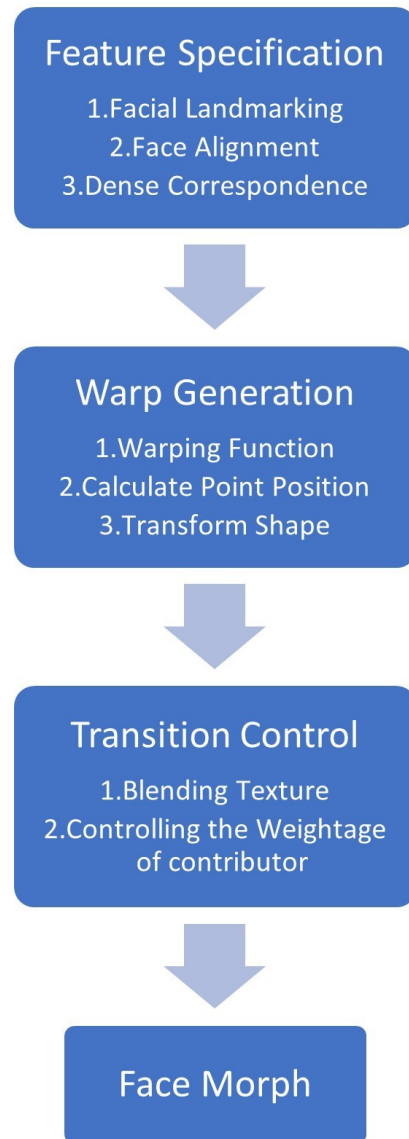 Feature Specification
1.Facial Landmarking
2.Face Alignment
3.Dense Correspondence
Warp Generation
1.Warping Function
2.Calculate Point Position
3.Transform Shape
Transition Control
1.Blending Texture
2.Controlling the Weightage
of contributor
Face Morph